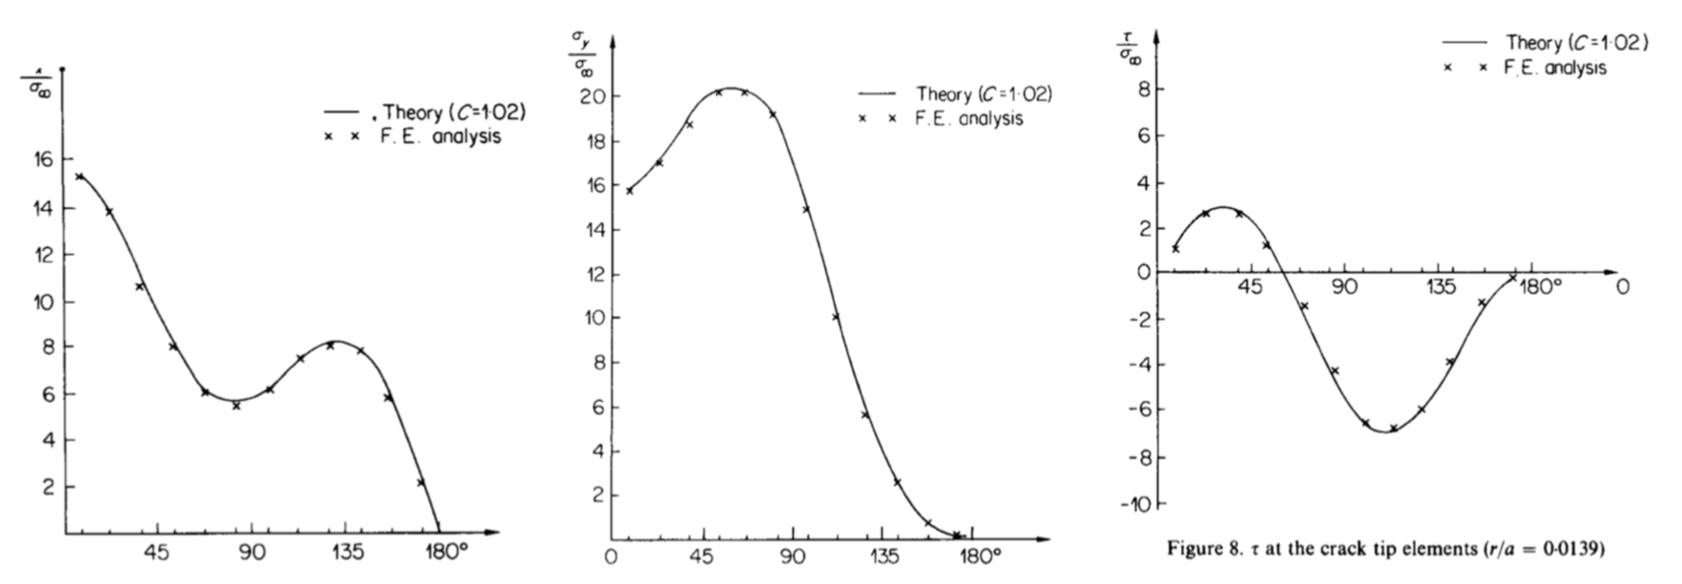 σ∞
Theory (C=1·02)
× × F. E. analysis
16
14
12
10
8
6
4
2
45 90 135 180°
σy
σ∞
Theory (C=1·02)
× × F.E. analysis
20
18
16
14
12
10
8
6
4
2
0 45 90 135 180°
τ
σ∞
Theory (C=1·02)
× × F.E. analysis
8
6
4
2
0
45 90 135 180° 0
-2
-4
-6
-8
-10
Figure 8. τ at the crack tip elements (r/a = 0·0139)